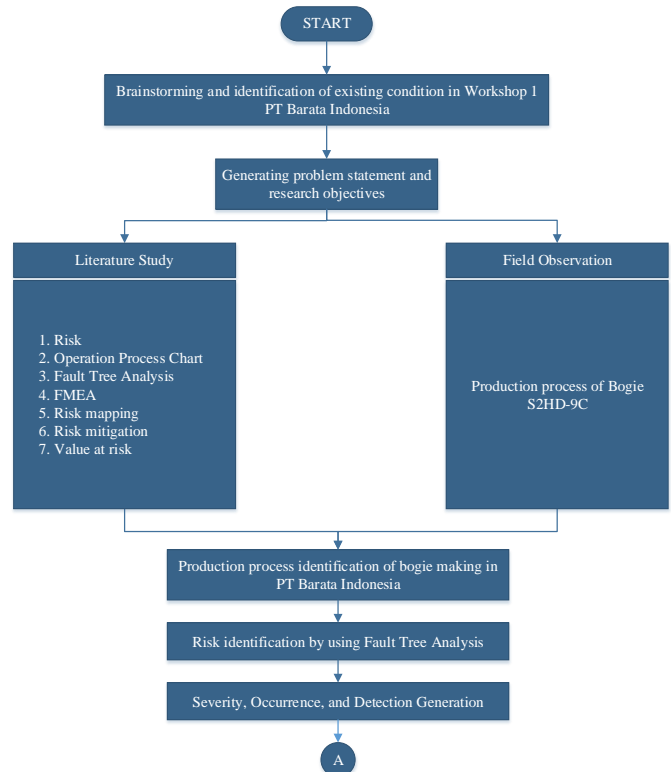 START
Brainstorming and identification of existing condition in Workshop 1
PT Barata Indonesia
Generating problem statement and
research objectives
Literature Study
1. Risk
2. Operation Process Chart
3. Fault Tree Analysis
4. FMEA
5. Risk mapping
6. Risk mitigation
7. Value at risk
Field Observation
Production process of Bogie
S2HD-9C
Production process identification of bogie making in
PT Barata Indonesia
Risk identification by using Fault Tree Analysis
Severity, Occurrence, and Detection Generation
A